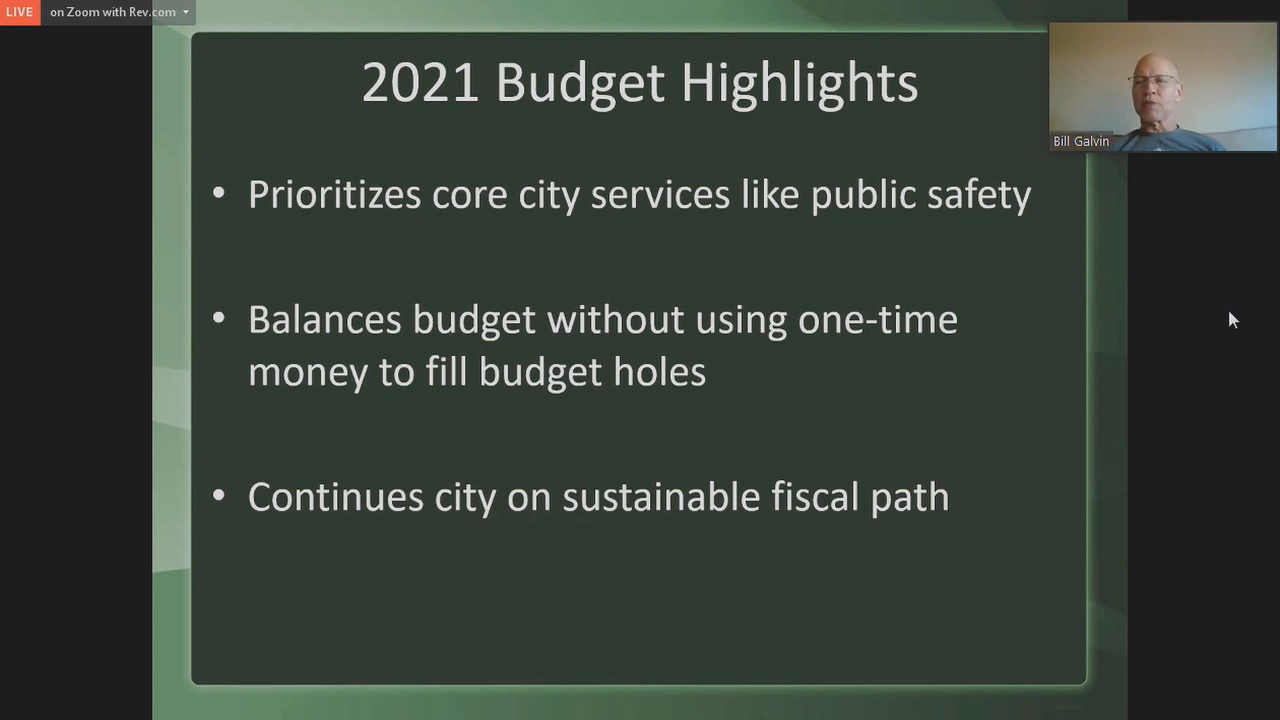 LIVE on Zoom with Rev.com
2021 Budget Highlights
Bill Galvin
• Prioritizes core city services like public safety
• Balances budget without using one-time
money to fill budget holes
• Continues city on sustainable fiscal path